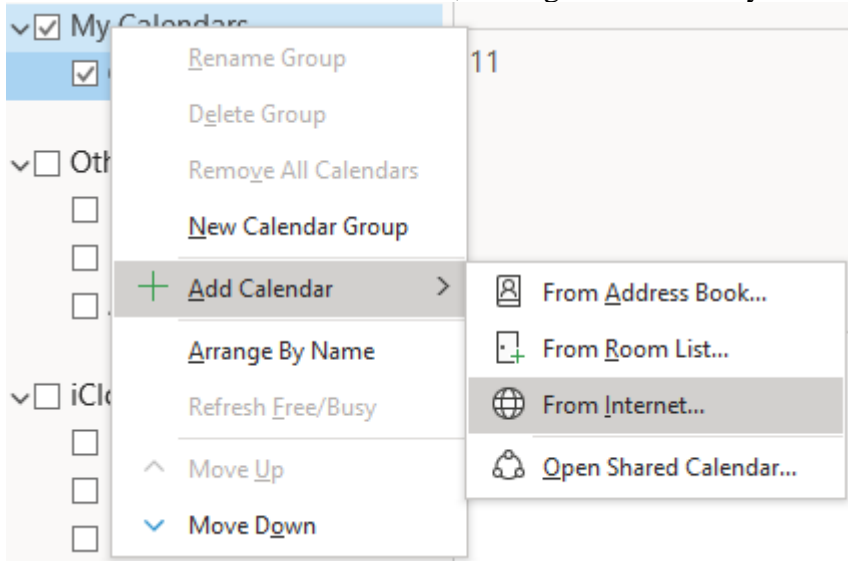 My Calendars
Rename Group
11
Delete Group
Remove All Calendars
New Calendar Group
Add Calendar
From Address Book...
From Room List...
Arrange By Name
From Internet...
Refresh Free/Busy
Open Shared Calendar...
Move Up
Move Down